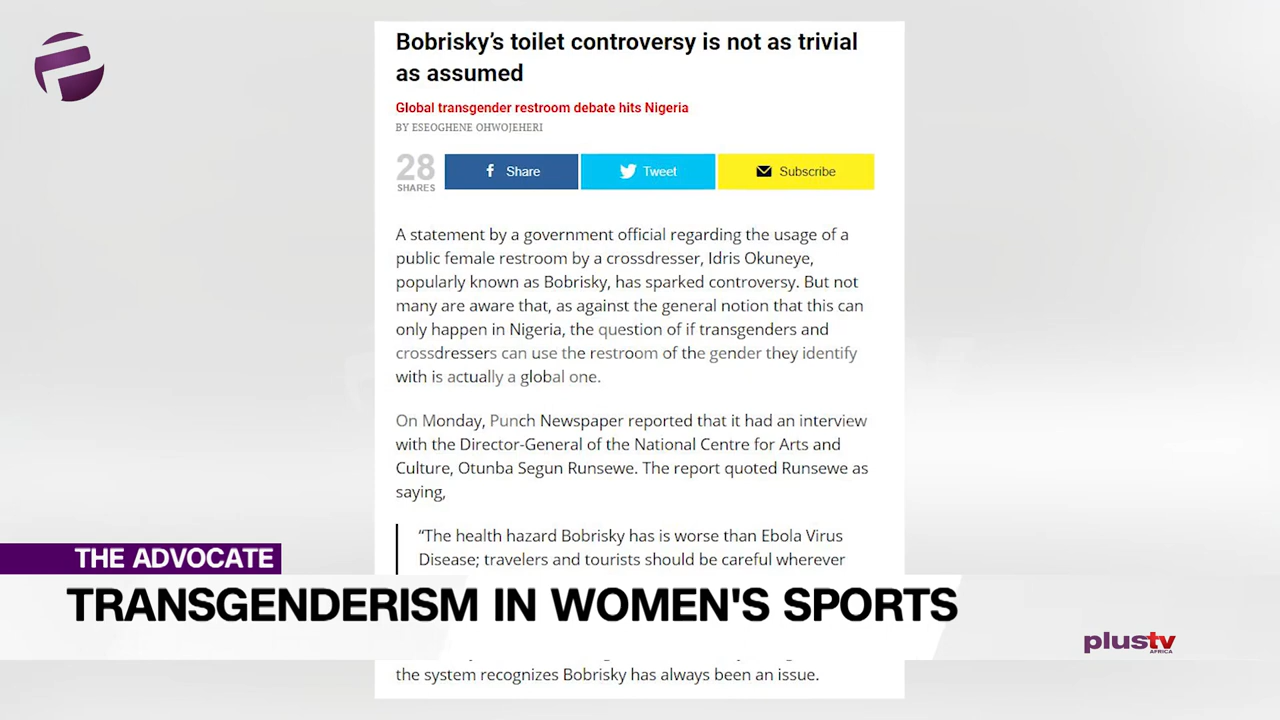 Bobrisky’s toilet controversy is not as trivial
as assumed
Global transgender restroom debate hits Nigeria
BY ESEOGHENE OHWOJEHERI
28
SHARES
Share
Tweet
Subscribe
A statement by a government official regarding the usage of a
public female restroom by a crossdresser, Idris Okuneye,
popularly known as Bobrisky, has sparked controversy. But not
many are aware that, as against the general notion that this can
only happen in Nigeria, the question of if transgenders and
crossdressers can use the restroom of the gender they identify
with is actually a global one.
On Monday, Punch Newspaper reported that it had an interview
with the Director-General of the National Centre for Arts and
Culture, Otunba Segun Runsewe. The report quoted Runsewe as
saying,
“The health hazard Bobrisky has is worse than Ebola Virus
Disease; travelers and tourists should be careful wherever
THE ADVOCATE
TRANSGENDERISM IN WOMEN'S SPORTS
plustv
AFRICA
the system recognizes Bobrisky has always been an issue.